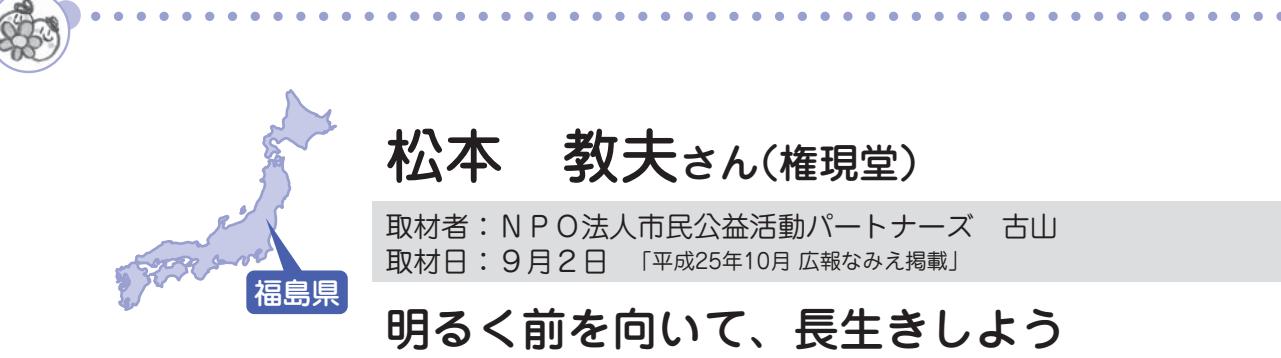 松本　教夫さん(権現堂)
取材者：ＮＰＯ法人市民公益活動パートナーズ　古山
取材日：９月２日　「平成25年10月 広報なみえ掲載」
福島県
明るく前を向いて、長生きしよう